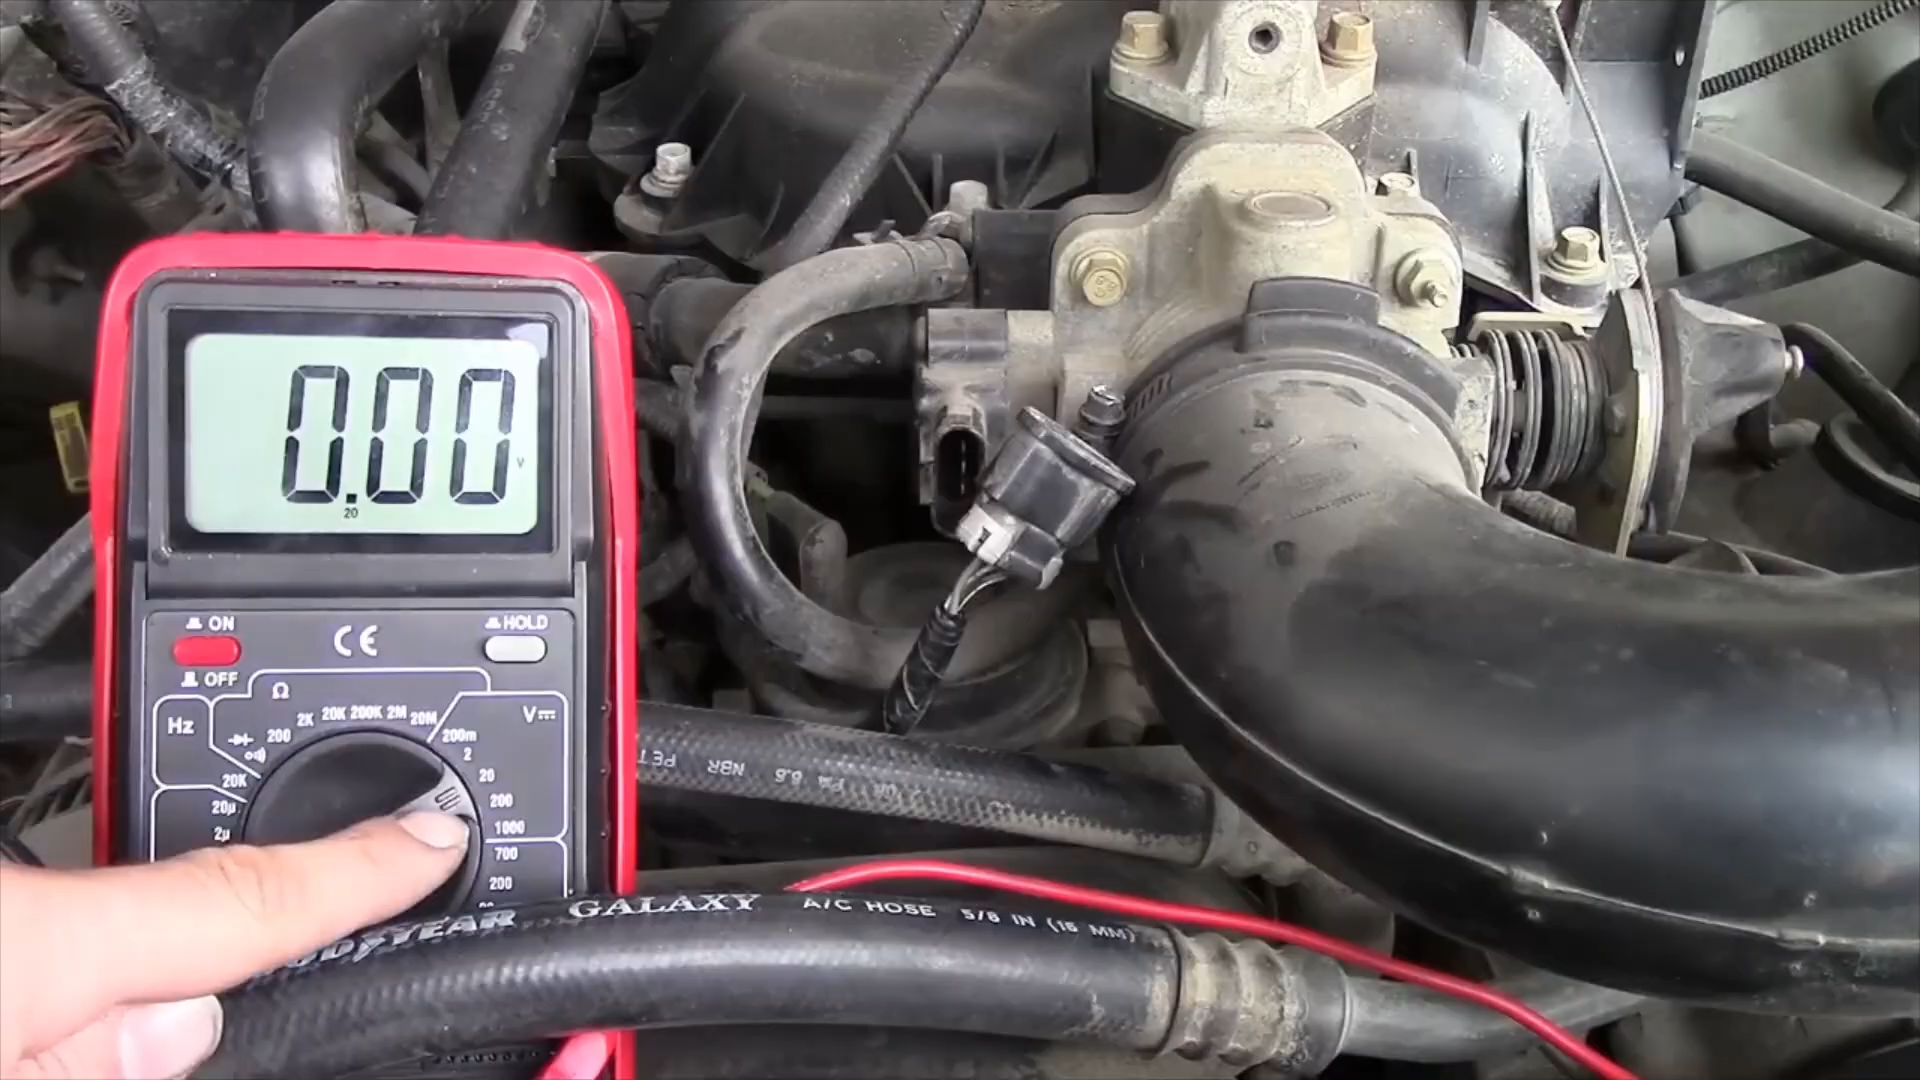 0.00
V
20
ON
HOLD
CE
OFF
Ω
Hz
2K 20K 200K 2M 20M
V
200
200m
2
20K
20
20µ
200
2µ
1000
700
200
PET NBR
GALAXY A/C HOSE 5/8 IN (16 MM)